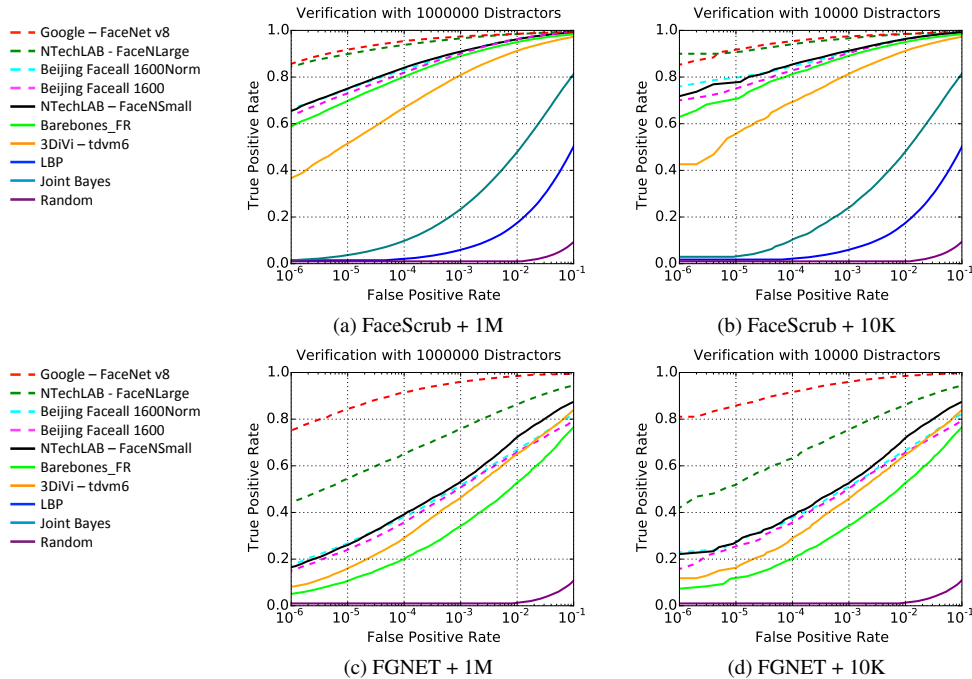 Google – FaceNet v8
NTechLAB - FaceNLarge
Beijing Faceall 1600Norm
Beijing Faceall 1600
NTechLAB – FaceNSmall
Barebones_FR
3DiVi – tdvm6
LBP
Joint Bayes
Random
Verification with 1000000 Distractors
True Positive Rate
1.0
0.8
0.6
0.4
0.2
0.0
10^-6 10^-5 10^-4 10^-3 10^-2 10^-1
False Positive Rate
(a) FaceScrub + 1M
Verification with 10000 Distractors
True Positive Rate
1.0
0.8
0.6
0.4
0.2
0.0
10^-6 10^-5 10^-4 10^-3 10^-2 10^-1
False Positive Rate
(b) FaceScrub + 10K
Google – FaceNet v8
NTechLAB - FaceNLarge
Beijing Faceall 1600Norm
Beijing Faceall 1600
NTechLAB – FaceNSmall
Barebones_FR
3DiVi – tdvm6
LBP
Joint Bayes
Random
Verification with 1000000 Distractors
True Positive Rate
1.0
0.8
0.6
0.4
0.2
0.0
10^-6 10^-5 10^-4 10^-3 10^-2 10^-1
False Positive Rate
(c) FGNET + 1M
Verification with 10000 Distractors
True Positive Rate
1.0
0.8
0.6
0.4
0.2
0.0
10^-6 10^-5 10^-4 10^-3 10^-2 10^-1
False Positive Rate
(d) FGNET + 10K